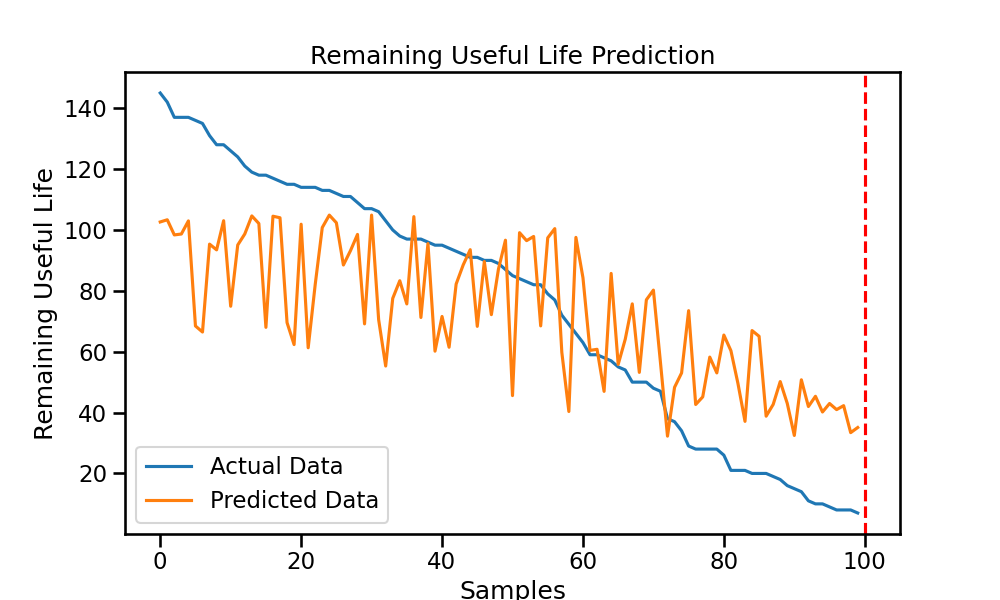 Remaining Useful Life Prediction
Remaining Useful Life
140
120
100
80
60
40
20
Actual Data
Predicted Data
0 20 40 60 80 100
Samples